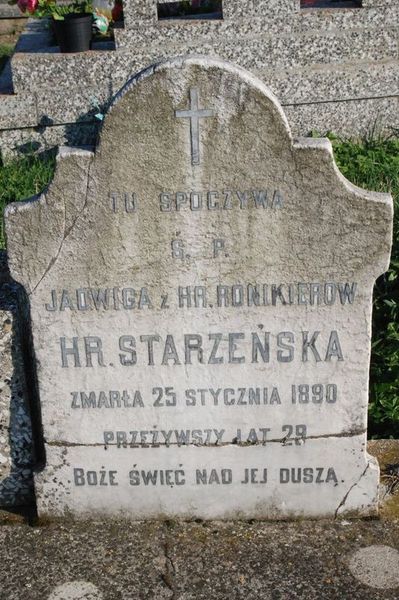 TU SPOCZYWA
Ś. P.
JADWIGA z HR. RONIKIERÓW
HR. STARZEŃSKA
ZMARŁA 25 STYCZNIA 1890
PRZEŻYWSZY LAT 29
BOŻE ŚWIĘĆ NAD JEJ DUSZĄ.